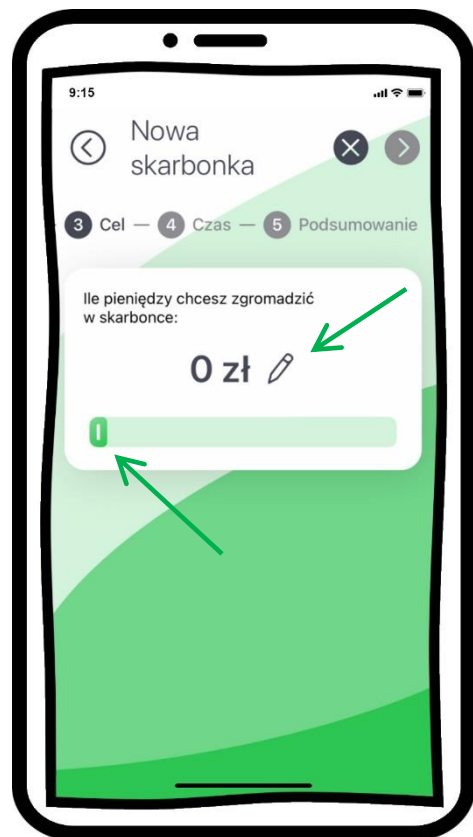 9:15
Nowa
skarbonka
3 Cel — 4 Czas — 5 Podsumowanie
Ile pieniędzy chcesz zgromadzić
w skarbonce:
0 zł